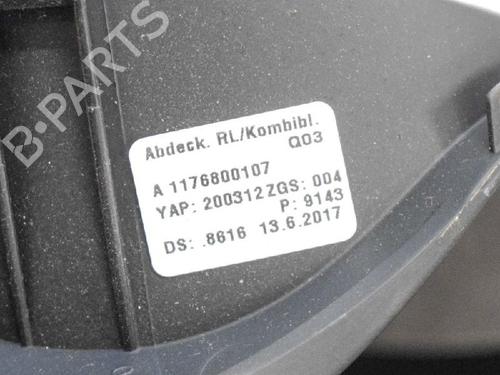 B-PARTS
Abdeck. RL/Kombibl.
Q03
A 1176800107
YAP: 200312 ZGS: 004
P: 9143
DS: .8616 13.6.2017